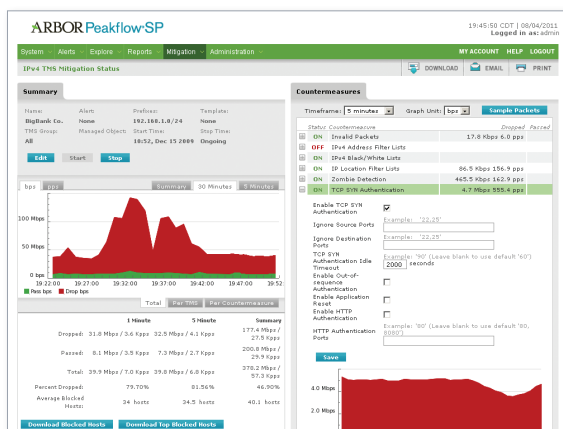 ARBOR Peakflow SP
19:45:50 CDT | 08/04/2011
Logged in as: admin
System Alerts Explore Reports Mitigation Administration
MY ACCOUNT HELP LOGOUT
IPv4 TMS Mitigation Status
DOWNLOAD EMAIL PRINT
Summary
Name: Alert: Prefixes: Template:
BigBank Co. None 192.168.1.0/24 None
TMS Group: Managed Object: Start Time: Stop Time:
All 18:52, Dec 15 2009 Ongoing
Edit Start Stop
bps pps Summary 30 Minutes 5 Minutes
100 Mbps
50 Mbps
0 bps
19:22:00 19:27:00 19:32:00 19:37:00 19:42:00 19:47:00 19:52
Pass bps Drop bps
Total Per TMS Per Countermeasure
1 Minute 5 Minute Summary
Dropped: 31.8 Mbps / 3.6 Kpps 32.5 Mbps / 4.1 Kpps 177.4 Mbps / 27.5 Kpps
Passed: 8.1 Mbps / 3.5 Kpps 7.3 Mbps / 2.7 Kpps 200.8 Mbps / 29.9 Kpps
Total: 39.9 Mbps / 7.0 Kpps 39.8 Mbps / 6.8 Kpps 378.2 Mbps / 57.3 Kpps
Percent Dropped: 79.70% 81.56% 46.90%
Average Blocked Hosts: 34 hosts 34.5 hosts 40.1 hosts
Download Blocked Hosts Download Top Blocked Hosts
Countermeasures
Timeframe: 5 minutes Graph Unit: bps Sample Packets
Status Countermeasure Dropped Passed
ON Invalid Packets 17.8 Kbps 6.0 pps
OFF IPv4 Address Filter Lists
ON IPv4 Black/White Lists
ON IP Location Filter Lists 86.5 Kbps 156.9 pps
ON Zombie Detection 465.5 Kbps 162.9 pps
ON TCP SYN Authentication 4.7 Mbps 555.4 pps
Enable TCP SYN
Authentication
Example: '22,25'
Ignore Source Ports
Example: '22,25'
Ignore Destination
Ports
TCP SYN Example: '90' (Leave blank to use default '60')
Authentication Idle
Timeout 2000 seconds
Enable Out-of-
sequence
Authentication
Enable Application
Reset
Enable HTTP
Authentication
Example: '80' (Leave blank to use default '80,
8080')
HTTP Authentication
Ports
Save
4.0 Mbps
2.0 Mbps